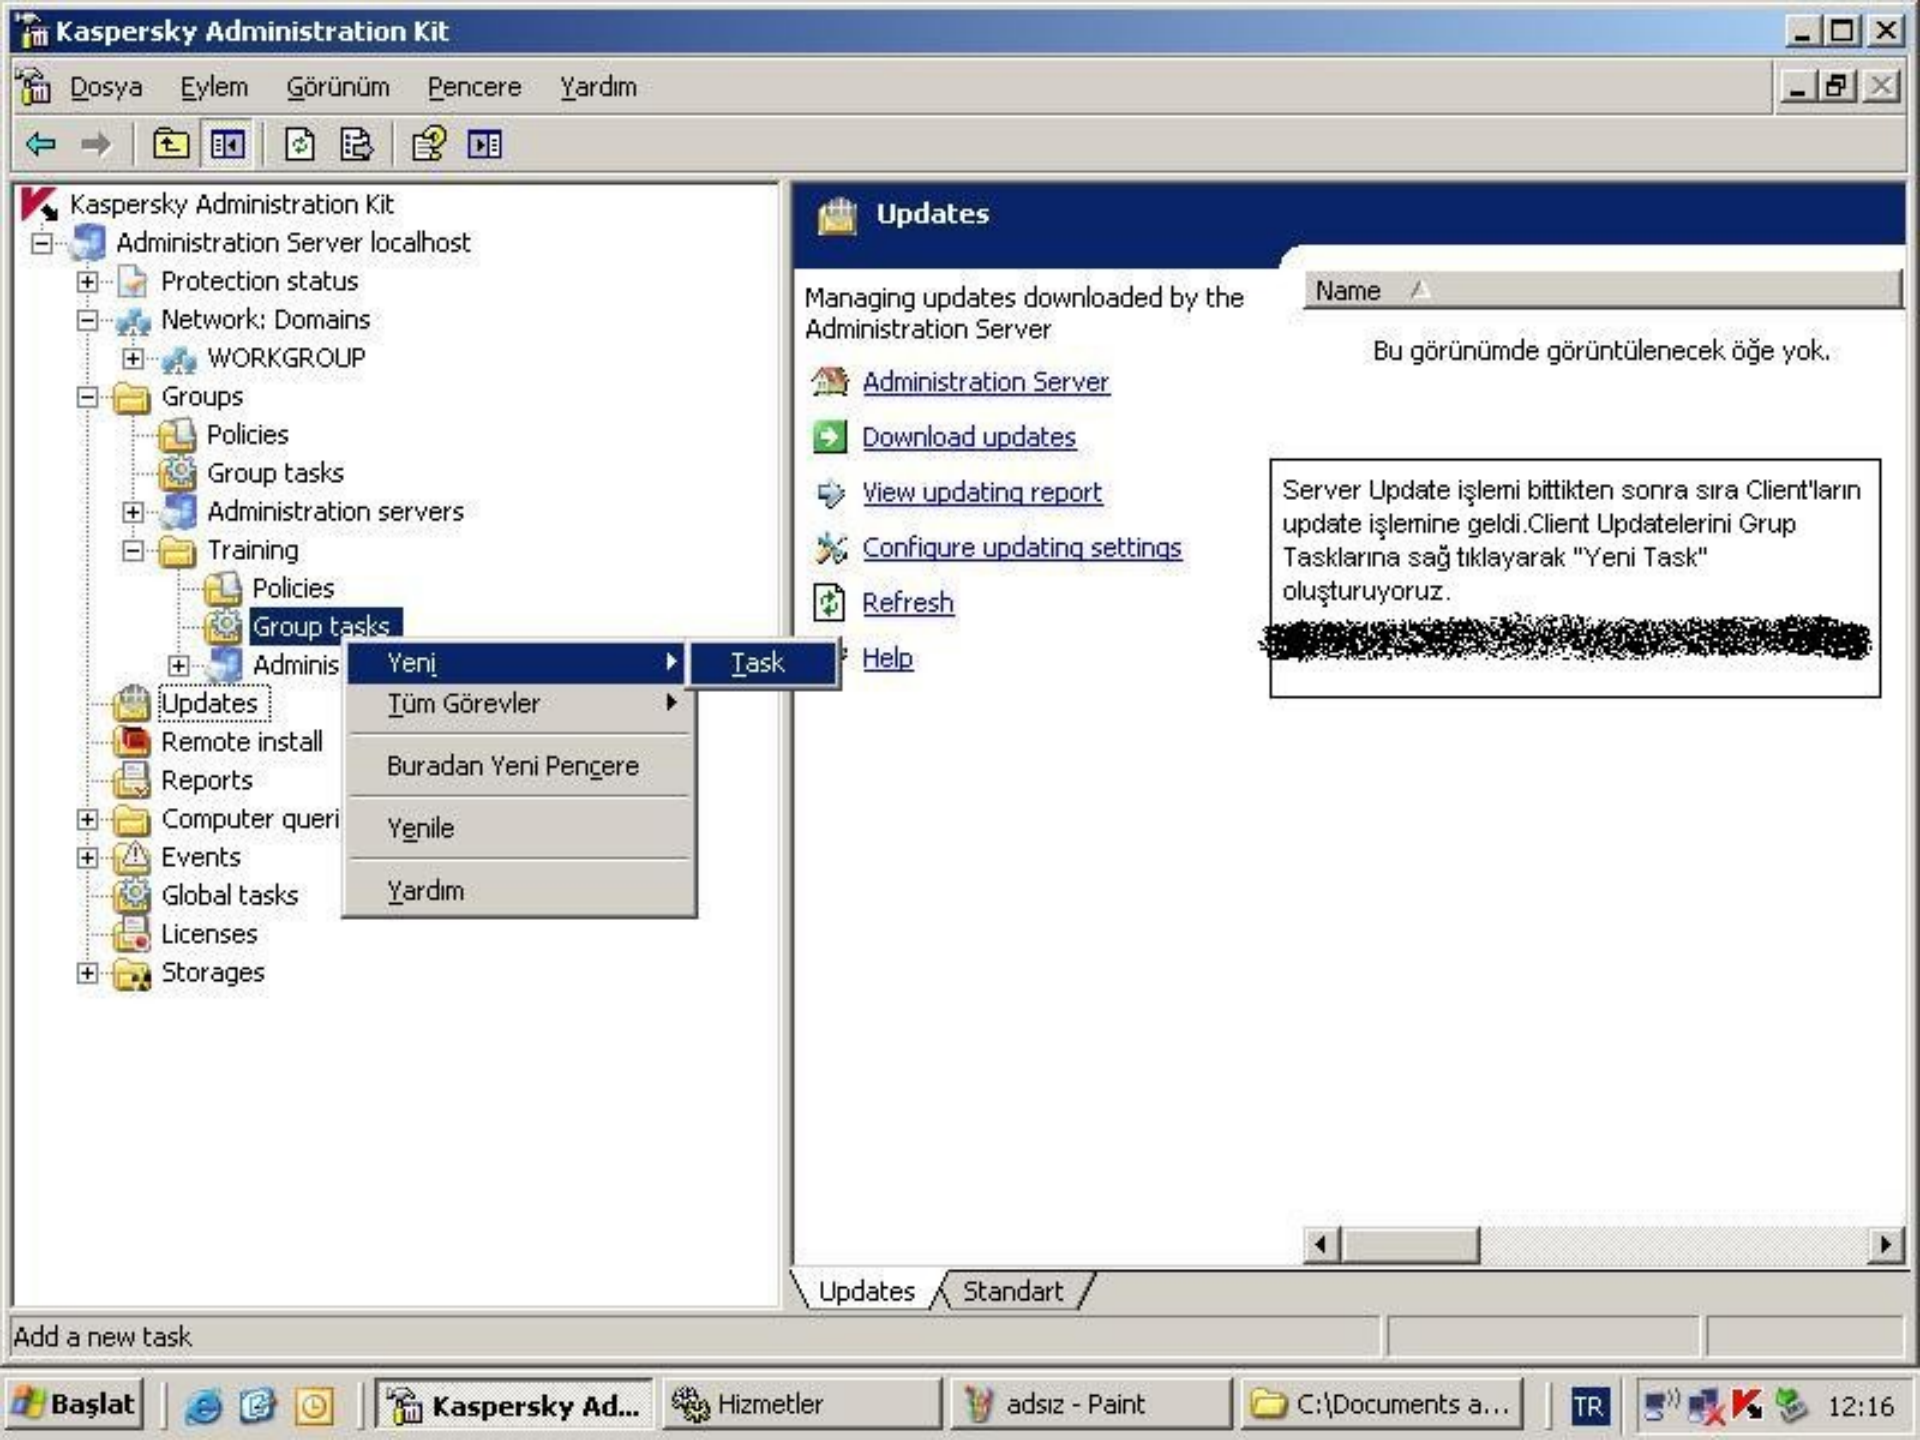 Kaspersky Administration Kit
Dosya Eylem Görünüm Pencere Yardım
Kaspersky Administration Kit
Administration Server localhost
Protection status
Network: Domains
WORKGROUP
Groups
Policies
Group tasks
Administration servers
Training
Policies
Group tasks
Adminis
Updates
Remote install
Reports
Computer queri
Events
Global tasks
Licenses
Storages
Yeni
Task
Tüm Görevler
Buradan Yeni Pencere
Yenile
Yardım
Updates
Managing updates downloaded by the
Administration Server
Administration Server
Download updates
View updating report
Configure updating settings
Refresh
Help
Name
Bu görünümde görüntülenecek öğe yok.
Server Update işlemi bittikten sonra sıra Client'ların
update işlemine geldi.Client Updatelerini Grup
Tasklarına sağ tıklayarak "Yeni Task"
oluşturuyoruz.
Updates Standart
Add a new task
Başlat Kaspersky Ad... Hizmetler adsız - Paint C:\Documents a... TR 12:16